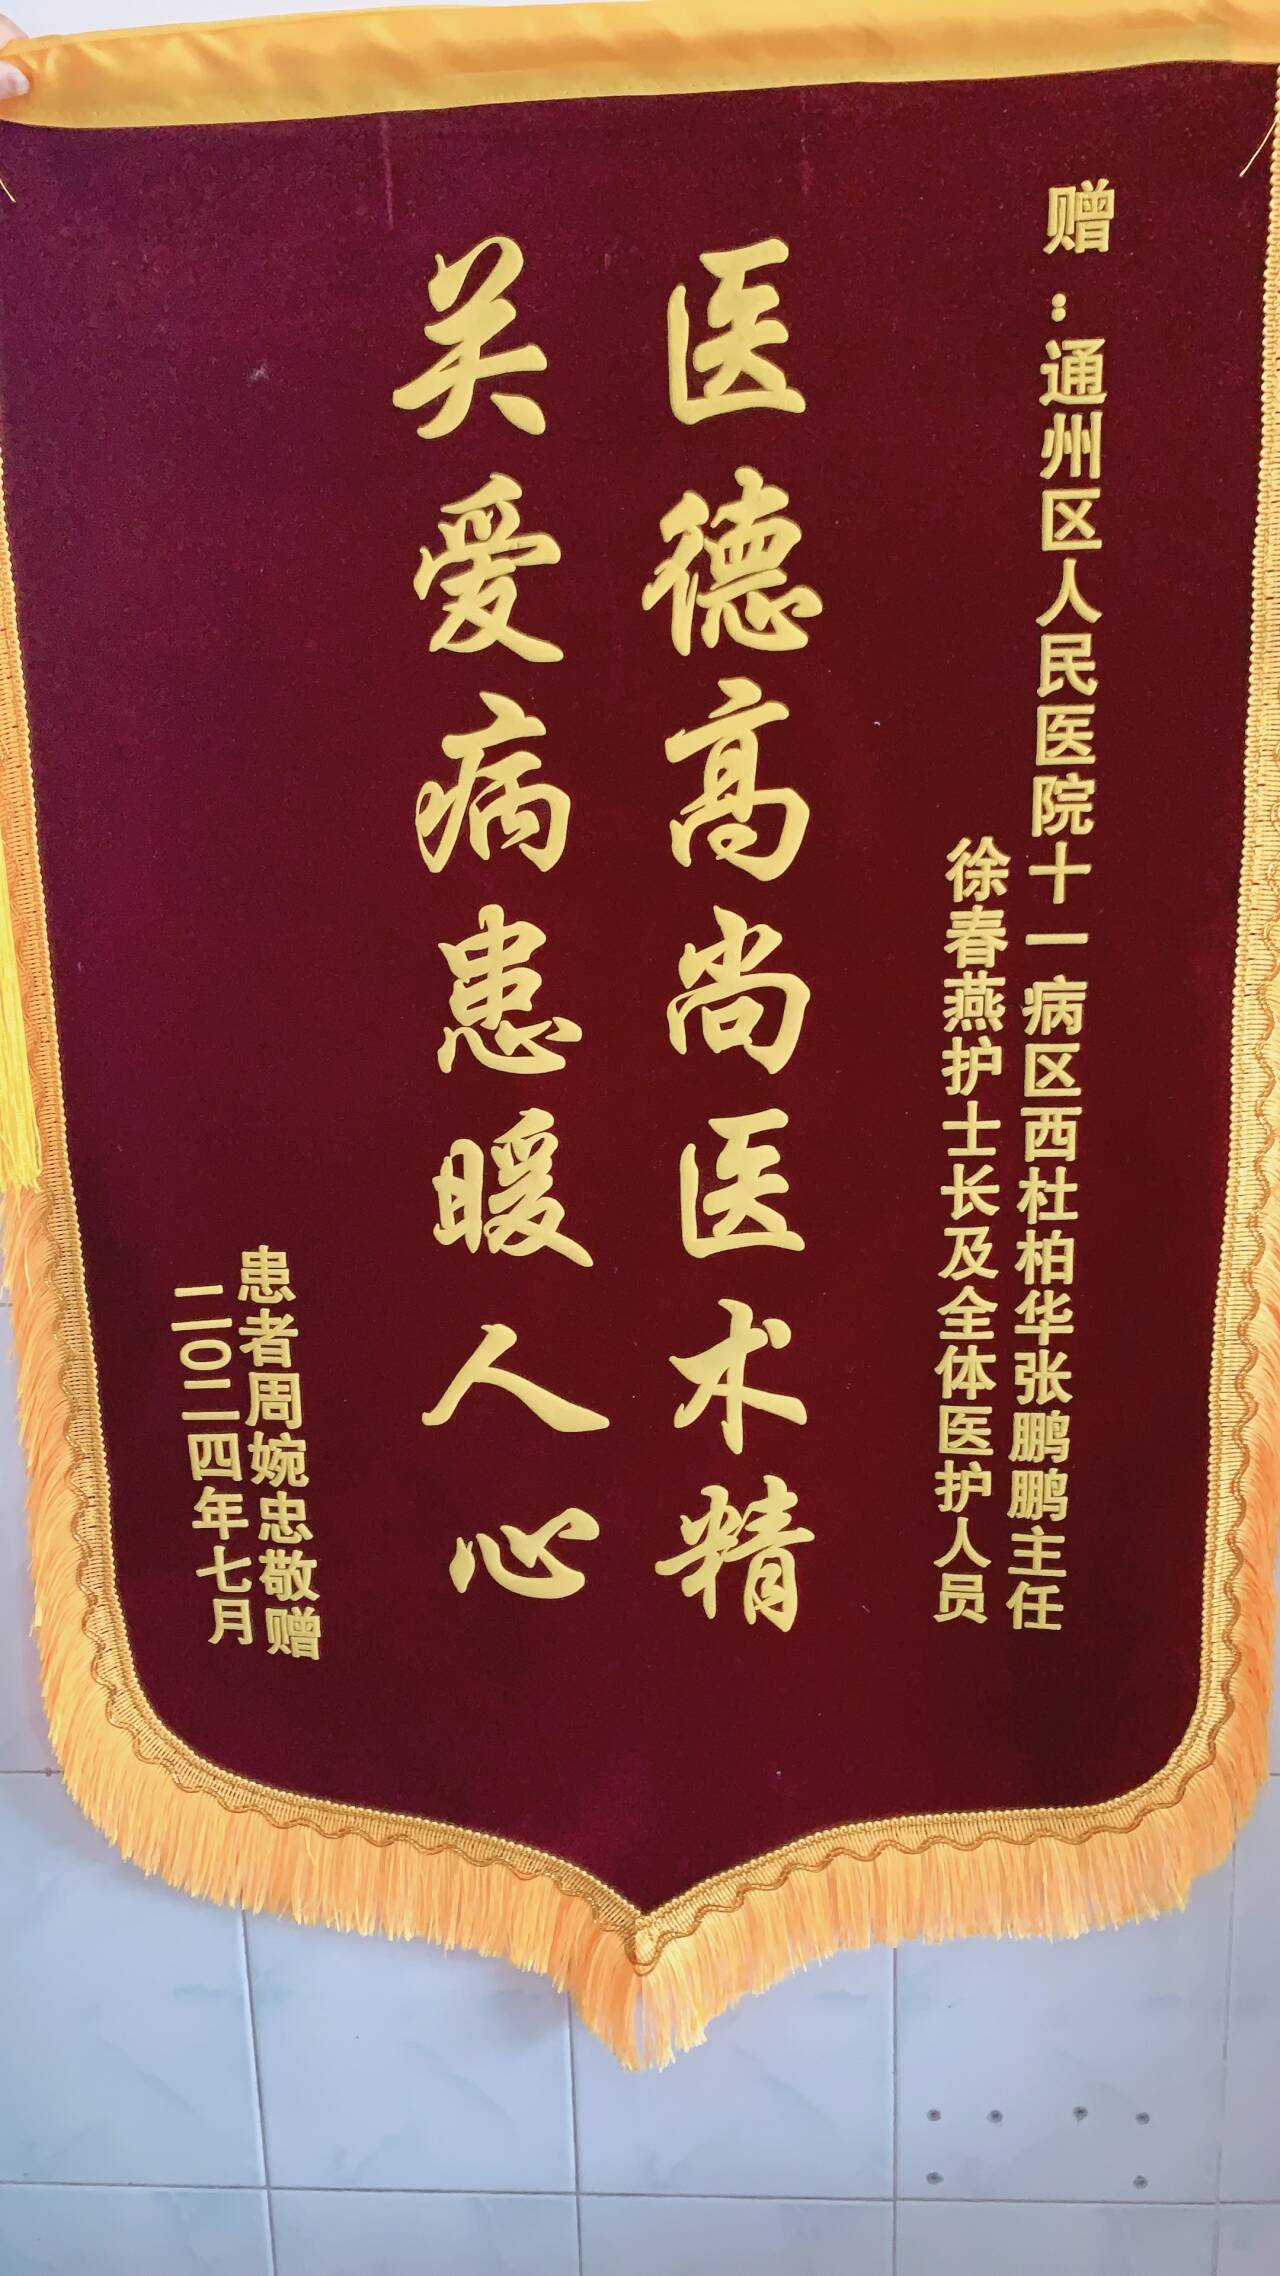 赠：通州区人民医院十一病区西杜柏华张鹏鹏主任
徐春燕护士长及全体医护人员
医德高尚医术精
关爱病患暖人心
患者周婉忠敬赠
二〇二四年七月